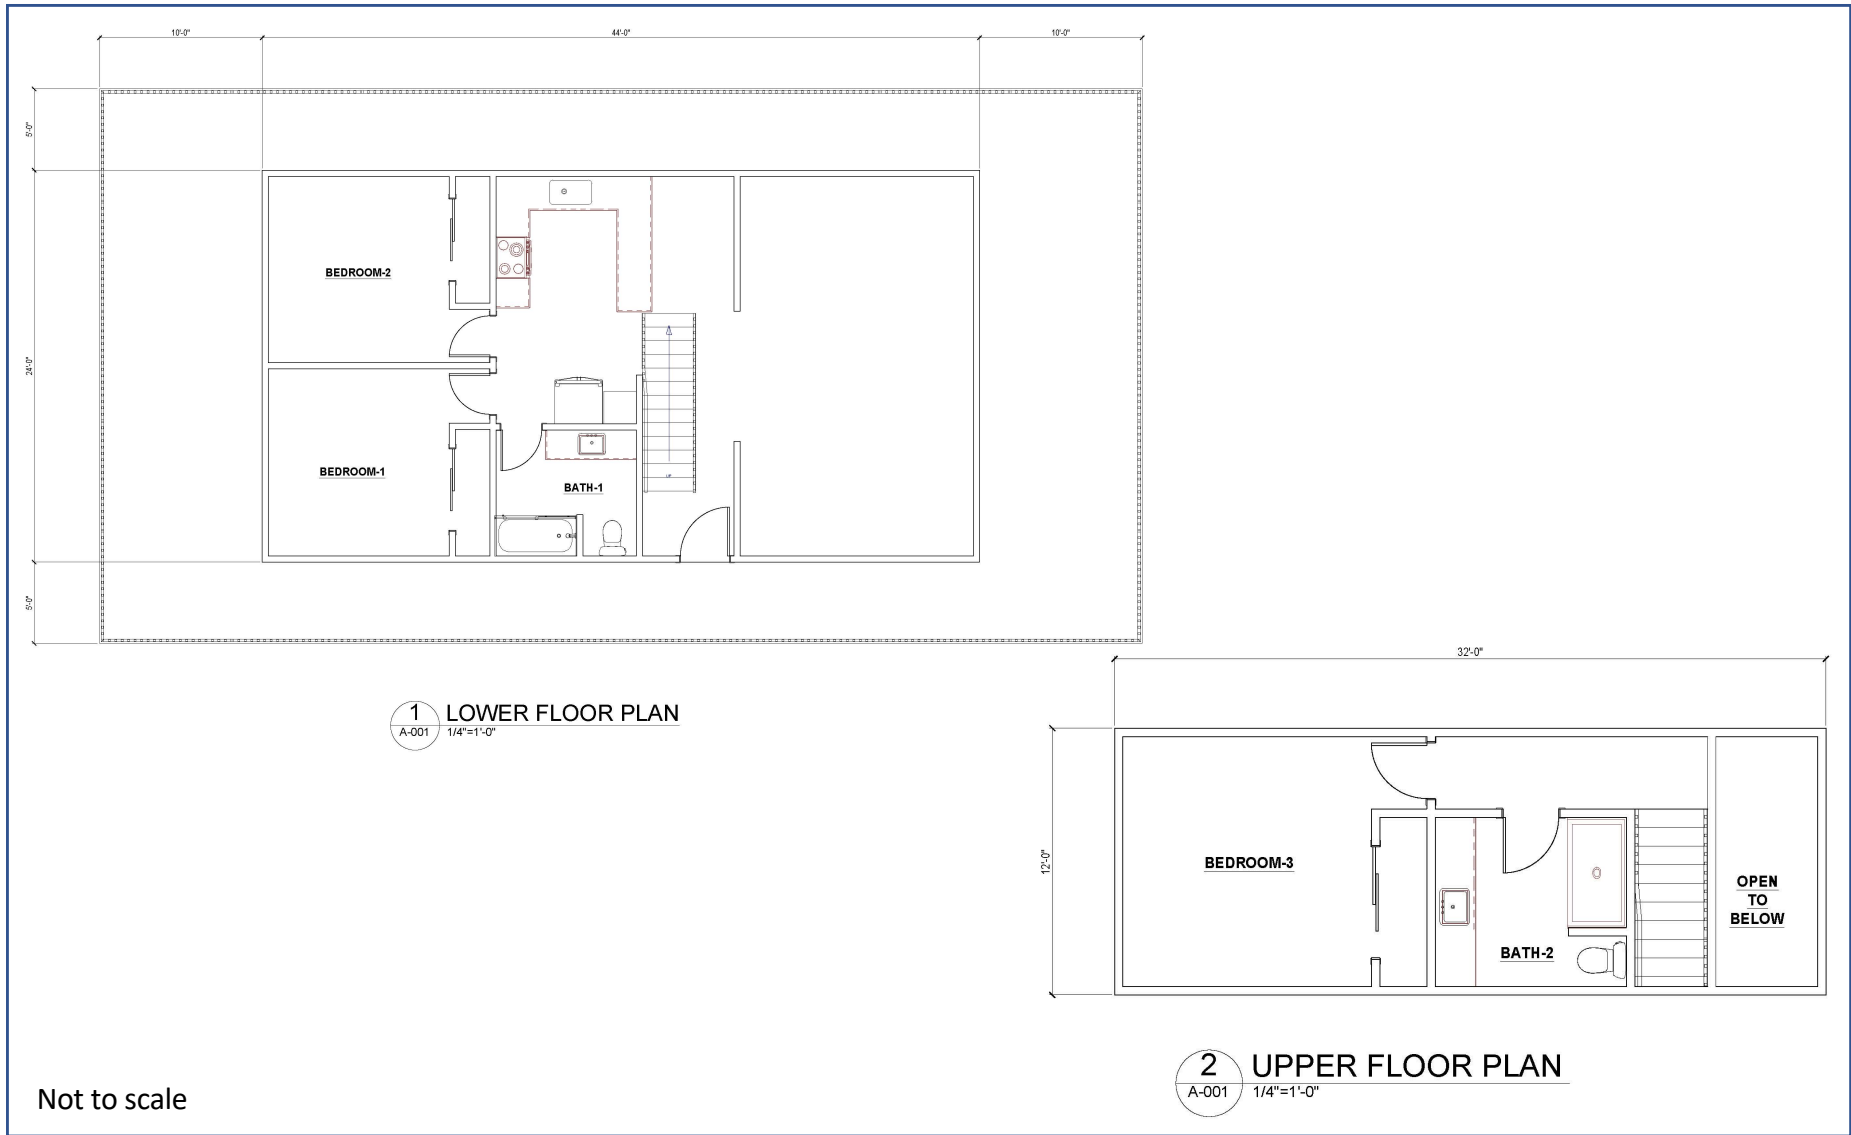 10'-0"
44'-0"
10'-0"
5'-0"
24'-0"
5'-0"
BEDROOM-2
BEDROOM-1
BATH-1
UP
1
A-001
LOWER FLOOR PLAN
1/4"=1'-0"
32'-0"
12'-0"
BEDROOM-3
BATH-2
OPEN
TO
BELOW
2
A-001
UPPER FLOOR PLAN
1/4"=1'-0"
Not to scale